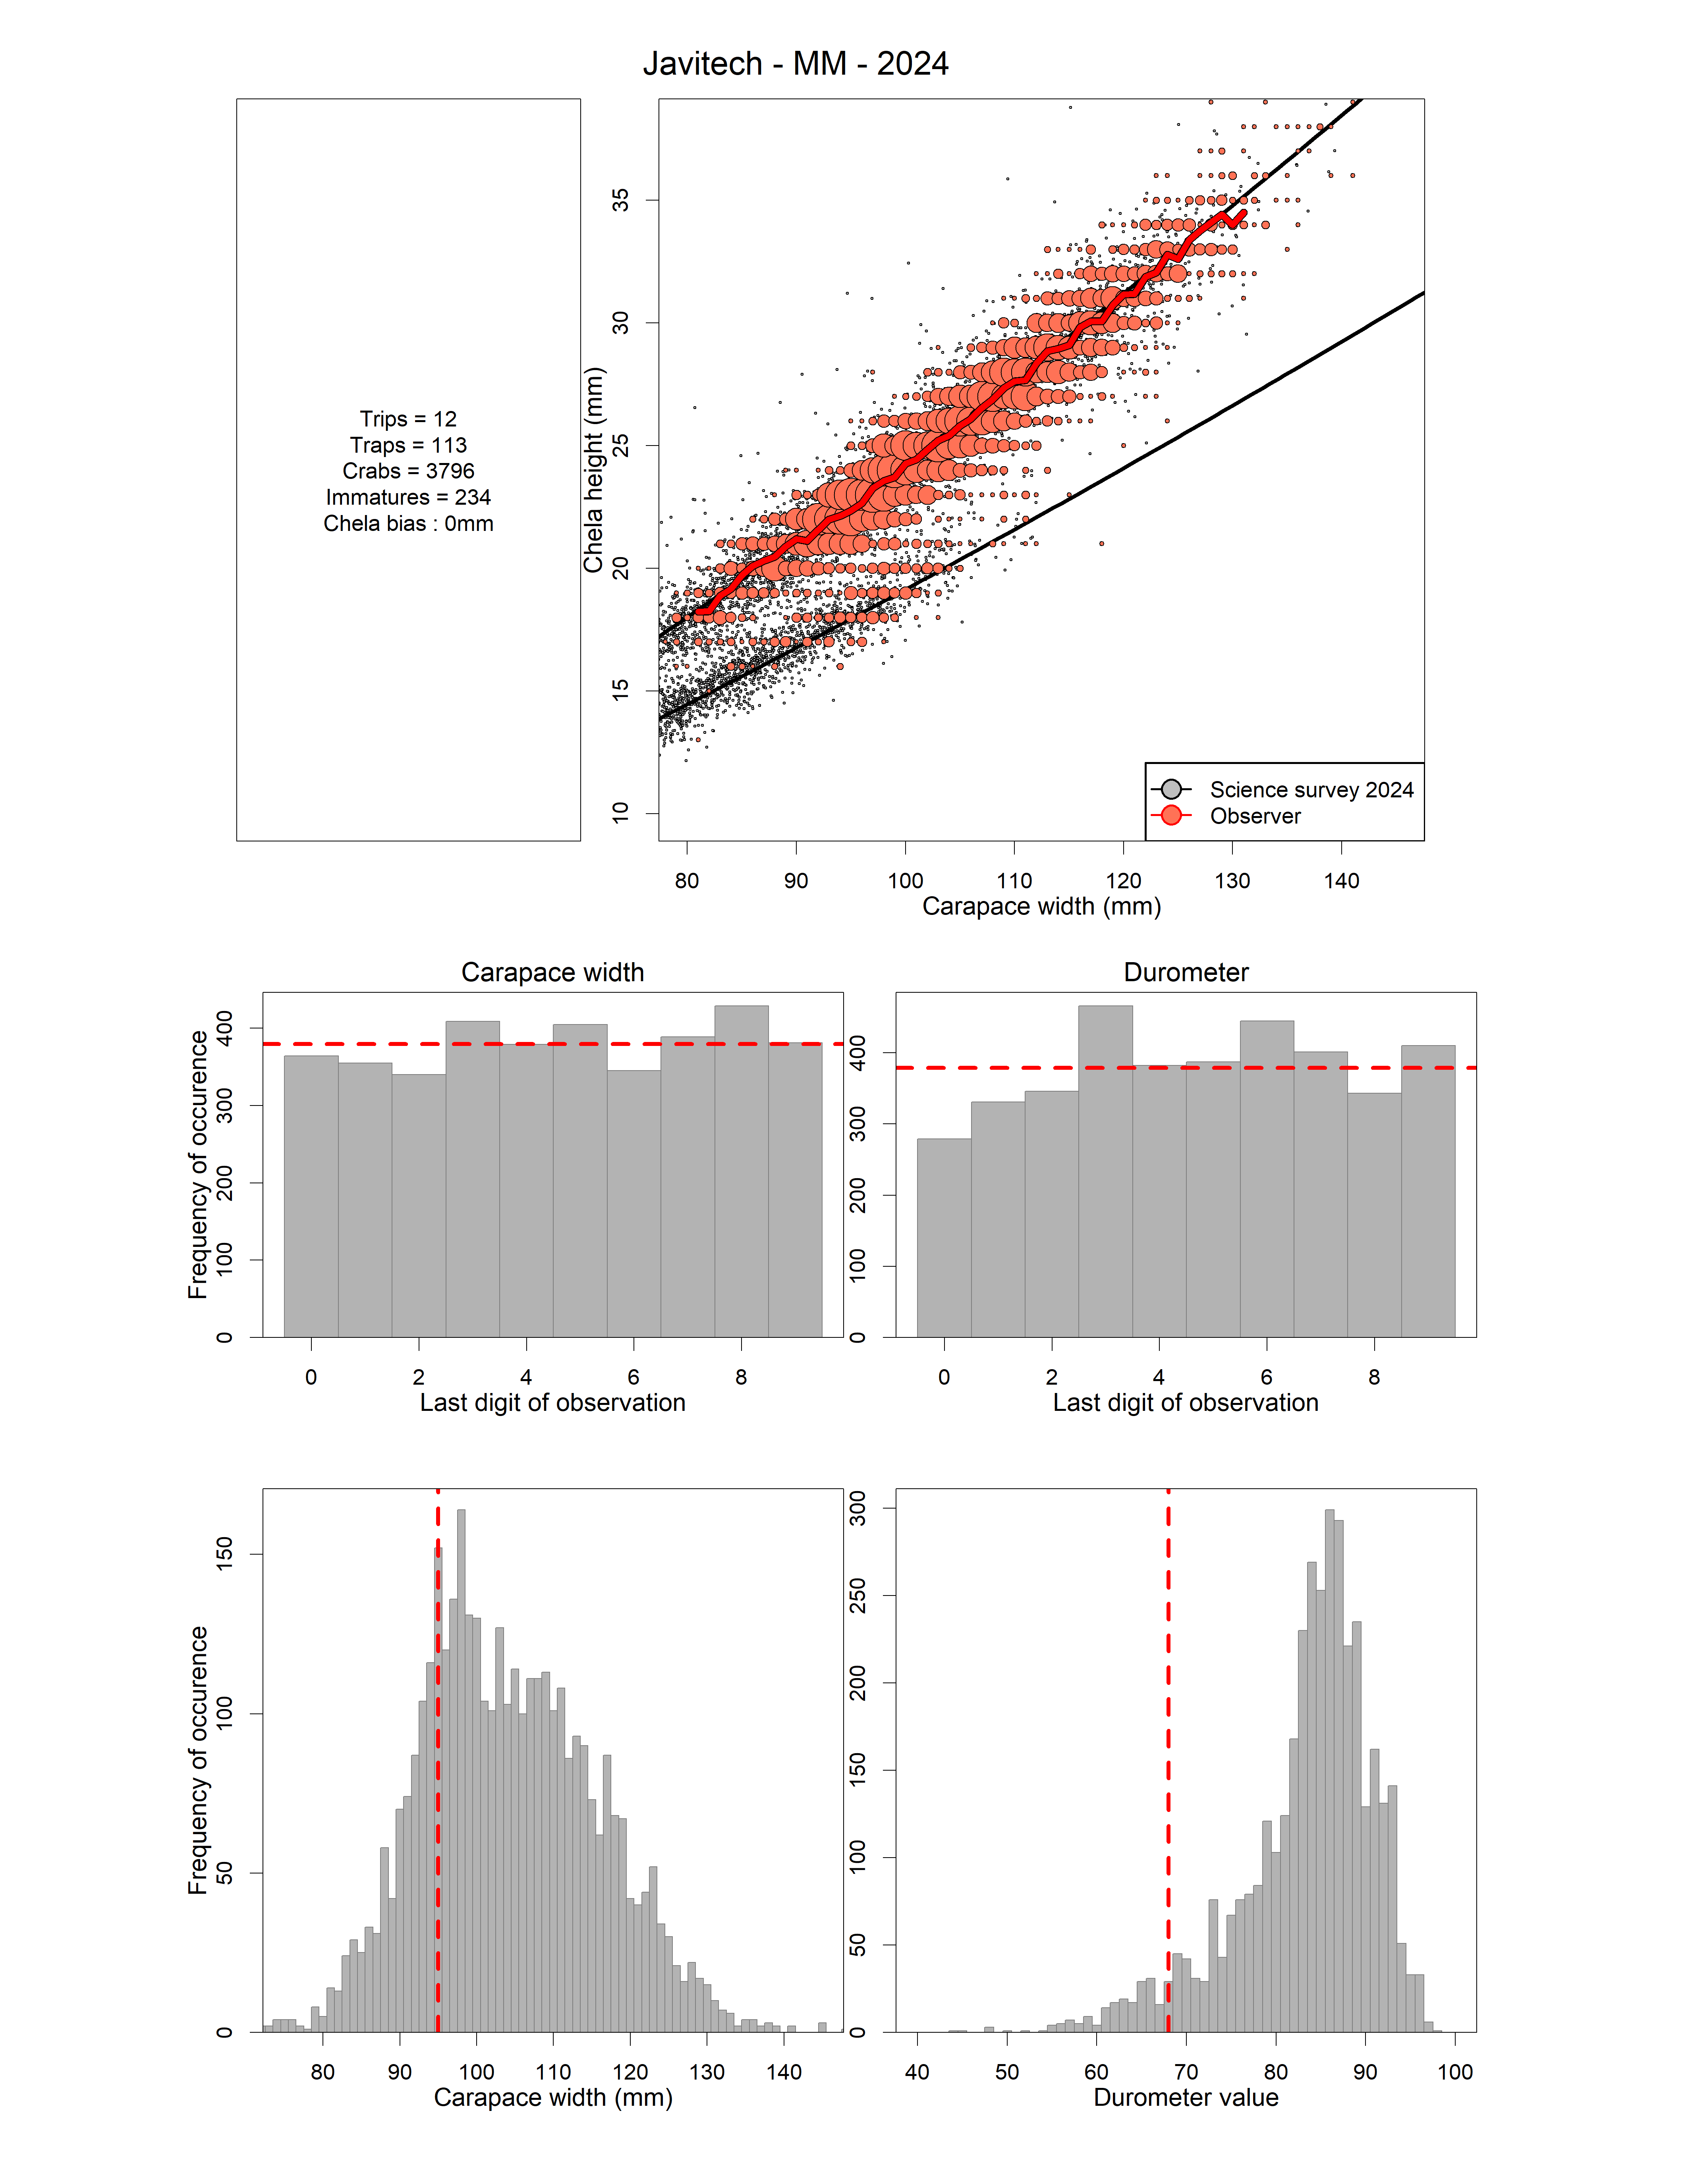 Javitech - MM - 2024
Trips = 12
Traps = 113
Crabs = 3796
Immatures = 234
Chela bias : 0mm
Chela height (mm)
35
30
25
20
15
10
Science survey 2024
Observer
80 90 100 110 120 130 140
Carapace width (mm)
Carapace width
Frequency of occurence
400
300
200
100
0
0 2 4 6 8
Last digit of observation
Durometer
400
300
200
100
0
0 2 4 6 8
Last digit of observation
Frequency of occurence
150
100
50
0
80 90 100 110 120 130 140
Carapace width (mm)
300
250
200
150
100
50
0
40 50 60 70 80 90 100
Durometer value